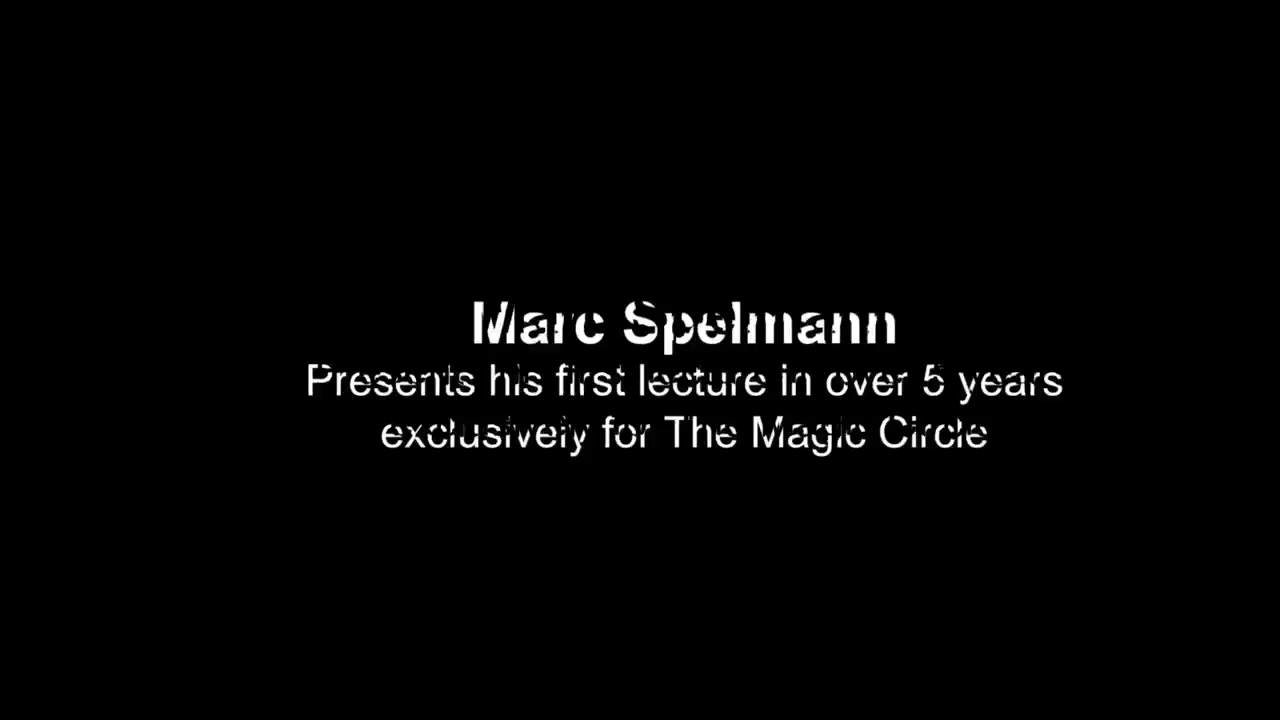 Marc Spelmann
Presents his first lecture in over 5 years
exclusively for The Magic Circle